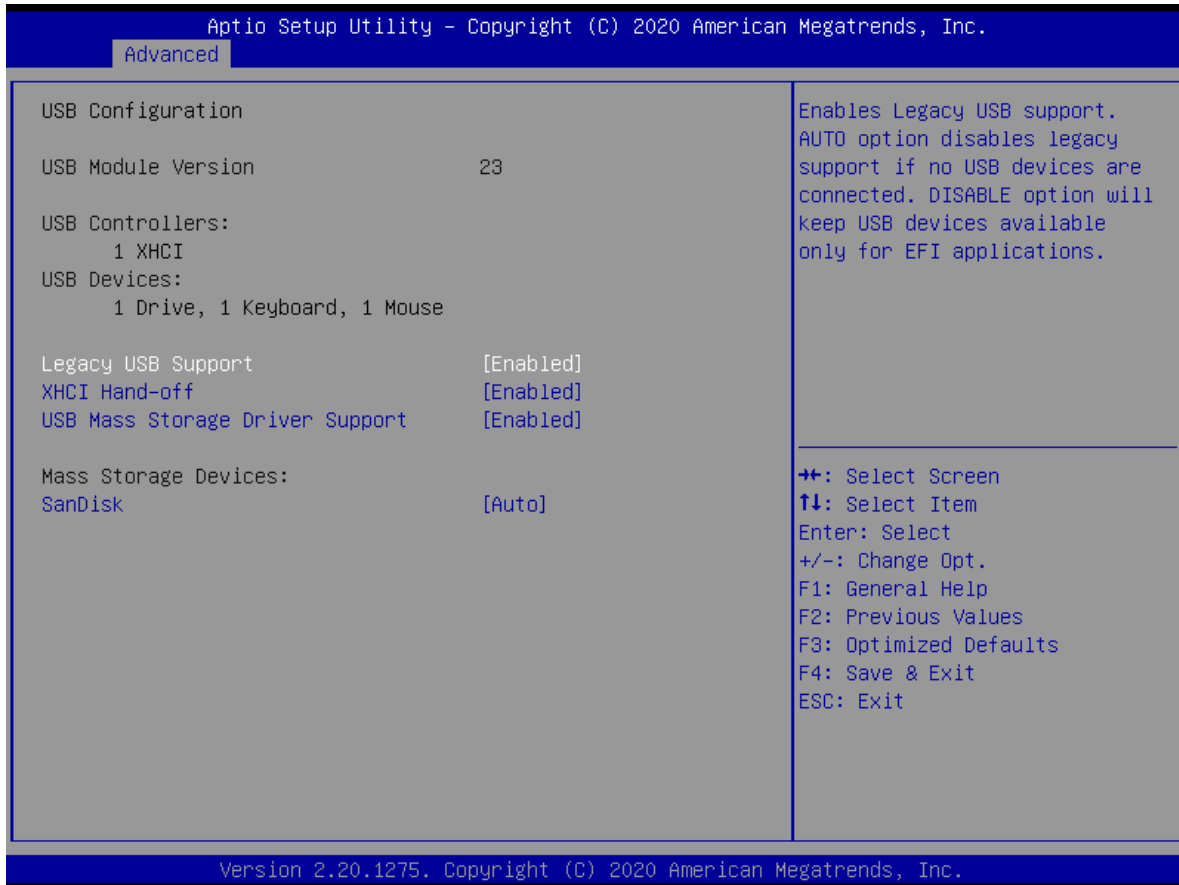 Aptio Setup Utility – Copyright (C) 2020 American Megatrends, Inc.
Advanced
USB Configuration
USB Module Version 23
USB Controllers:
1 XHCI
USB Devices:
1 Drive, 1 Keyboard, 1 Mouse
Legacy USB Support [Enabled]
XHCI Hand-off [Enabled]
USB Mass Storage Driver Support [Enabled]
Mass Storage Devices:
SanDisk [Auto]
Enables Legacy USB support.
AUTO option disables legacy
support if no USB devices are
connected. DISABLE option will
keep USB devices available
only for EFI applications.
→←: Select Screen
↑↓: Select Item
Enter: Select
+/-: Change Opt.
F1: General Help
F2: Previous Values
F3: Optimized Defaults
F4: Save & Exit
ESC: Exit
Version 2.20.1275. Copyright (C) 2020 American Megatrends, Inc.